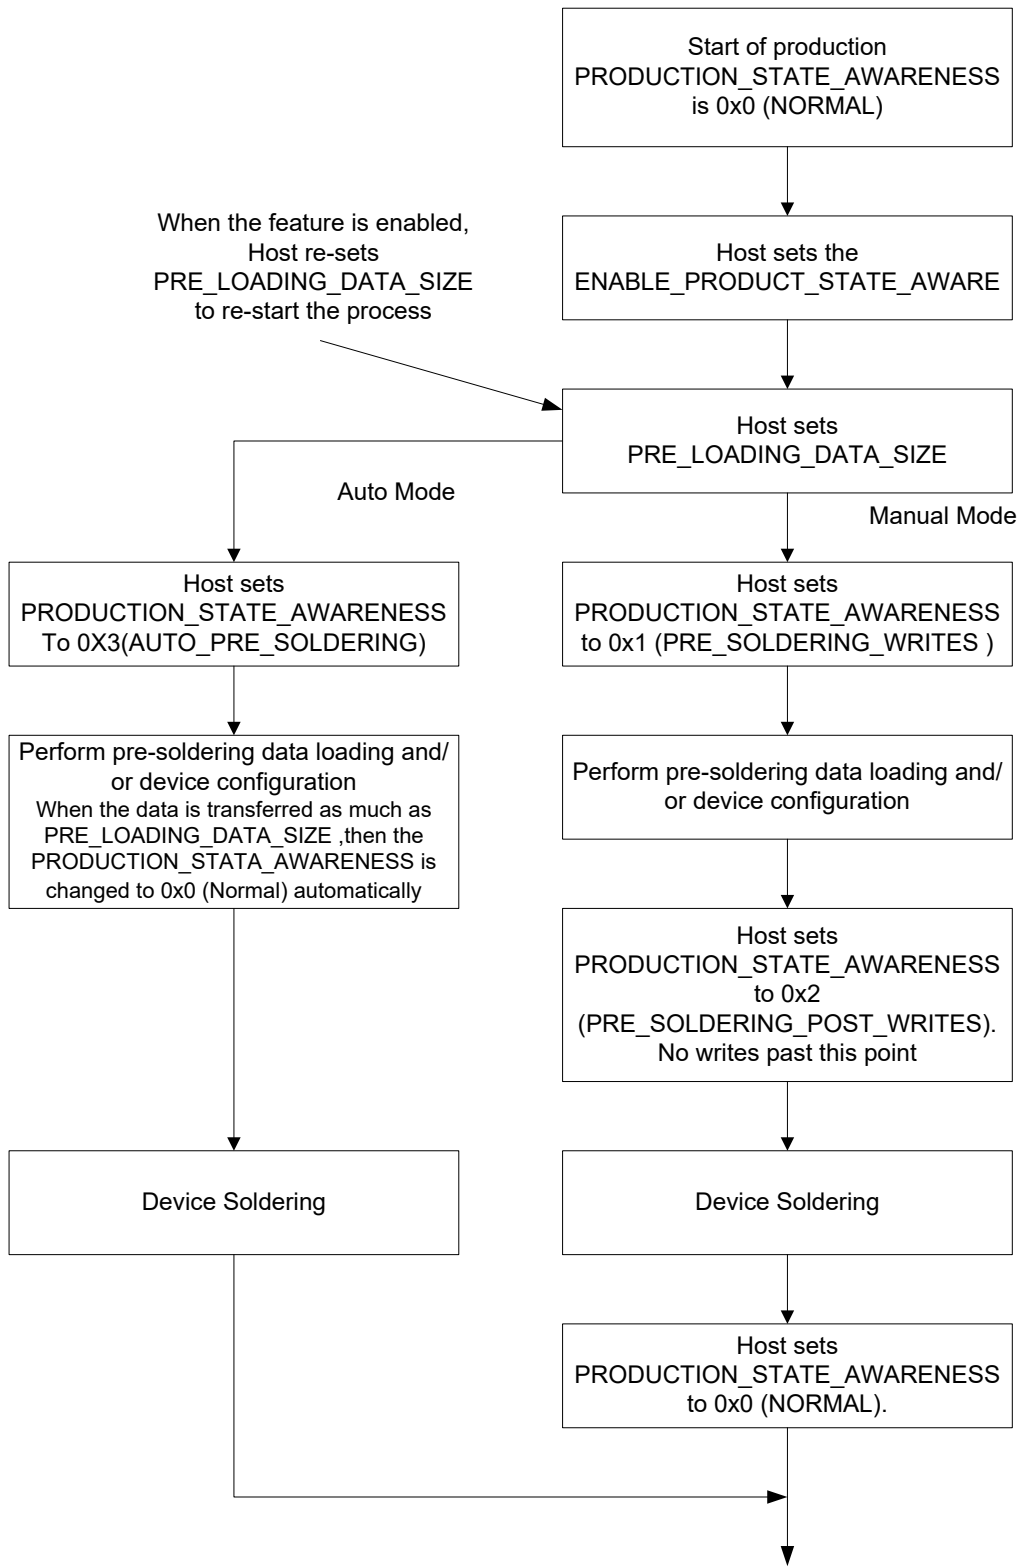 Start of production
PRODUCTION_STATE_AWARENESS
is 0x0 (NORMAL)
When the feature is enabled,
Host re-sets
PRE_LOADING_DATA_SIZE
to re-start the process
Host sets the
ENABLE_PRODUCT_STATE_AWARE
Host sets
PRE_LOADING_DATA_SIZE
Auto Mode
Manual Mode
Host sets
PRODUCTION_STATE_AWARENESS
To 0X3(AUTO_PRE_SOLDERING)
Host sets
PRODUCTION_STATE_AWARENESS
to 0x1 (PRE_SOLDERING_WRITES )
Perform pre-soldering data loading and/
or device configuration
When the data is transferred as much as
PRE_LOADING_DATA_SIZE ,then the
PRODUCTION_STATA_AWARENESS is
changed to 0x0 (Normal) automatically
Perform pre-soldering data loading and/
or device configuration
Host sets
PRODUCTION_STATE_AWARENESS
to 0x2
(PRE_SOLDERING_POST_WRITES).
No writes past this point
Device Soldering
Device Soldering
Host sets
PRODUCTION_STATE_AWARENESS
to 0x0 (NORMAL).